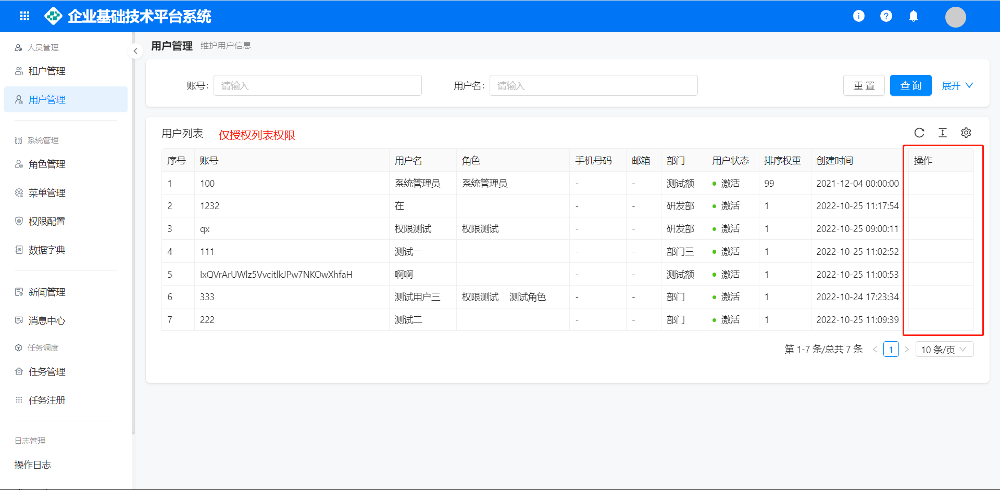 企业基础技术平台系统
人员管理
租户管理
用户管理
系统管理
角色管理
菜单管理
权限配置
数据字典
新闻管理
消息中心
任务调度
任务管理
任务注册
日志管理
操作日志
用户管理 维护用户信息
账号: 请输入 用户名: 请输入 重 置 查 询 展开
用户列表 仅授权列表权限
序号 账号 用户名 角色 手机号码 邮箱 部门 用户状态 排序权重 创建时间 操作
1 100 系统管理员 系统管理员 - - 测试额 激活 99 2021-12-04 00:00:00
2 1232 在 - - 研发部 激活 1 2022-10-25 11:17:54
3 qx 权限测试 权限测试 - - 研发部 激活 1 2022-10-25 09:00:11
4 111 测试一 - - 部门三 激活 1 2022-10-25 11:02:52
5 IxQVrArUWlz5VvcitlkJPw7NKOwXhfaH 啊啊 - - 测试额 激活 1 2022-10-25 11:00:53
6 333 测试用户三 权限测试 测试角色 - - 部门 激活 1 2022-10-24 17:23:34
7 222 测试二 - - 部门 激活 1 2022-10-25 11:09:39
第 1-7 条/总共 7 条 < 1 > 10 条/页